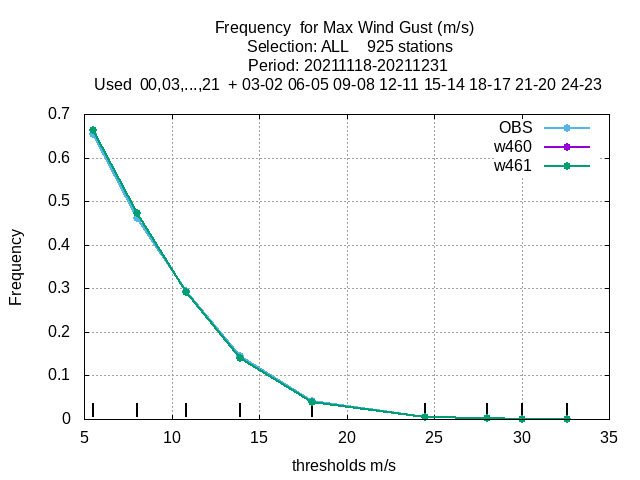 Frequency  for Max Wind Gust (m/s)
Selection: ALL    925 stations
Period: 20211118-20211231
Used  00,03,...,21  + 03-02 06-05 09-08 12-11 15-14 18-17 21-20 24-23
OBS
w460
w461
0.7
0.6
0.5
0.4
0.3
0.2
0.1
0
Frequency
5 10 15 20 25 30 35
thresholds m/s